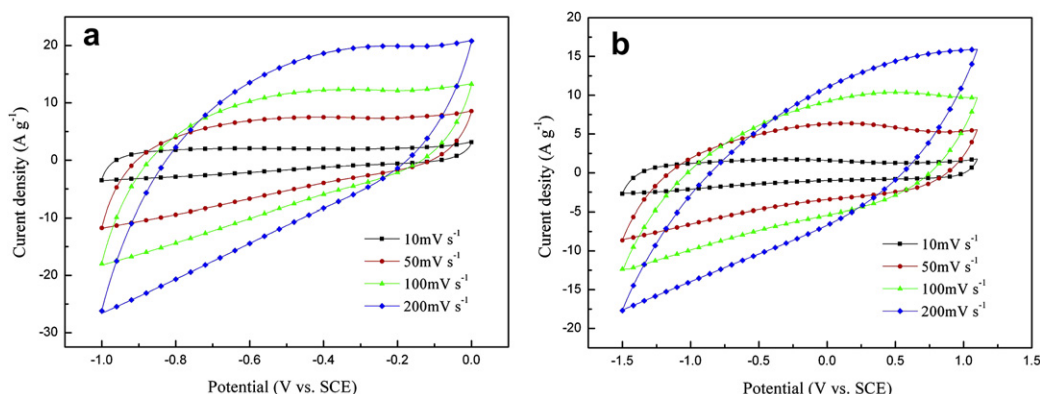 a
20
10
0
-10
-20
-30
Curent density (A g-1)
10mV s-1
50mV s-1
100mV s-1
200mV s-1
-1.0 -0.8 -0.6 -0.4 -0.2 0.0
Potential (V vs. SCE)
b
20
15
10
5
0
-5
-10
-15
-20
-25
Curent desity (A g-1)
10mV s-1
50mV s-1
100mV s-1
200mV s-1
-1.5 -1.0 -0.5 0.0 0.5 1.0 1.5
Potential (V vs. SCE)